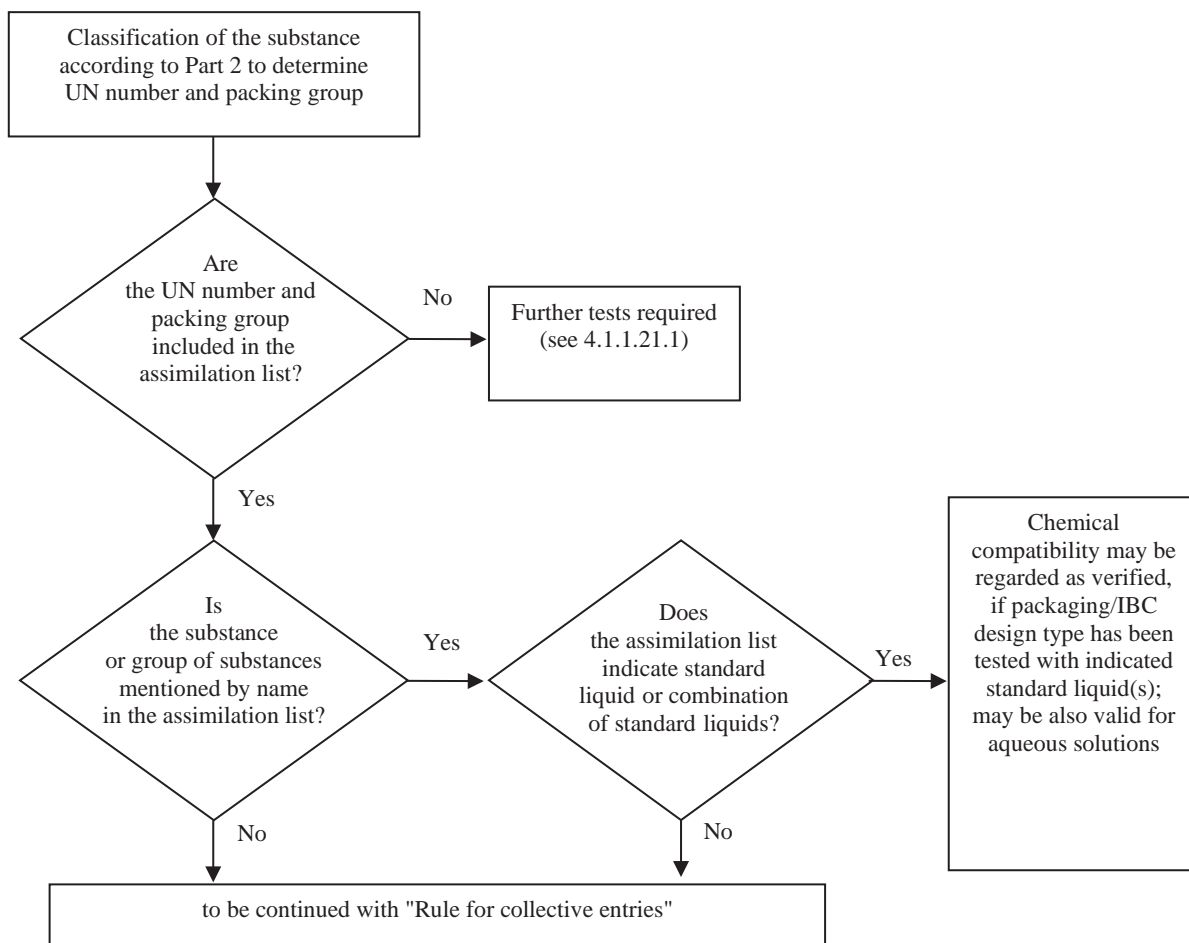 Classification of the substance
according to Part 2 to determine
UN number and packing group
Are
the UN number and
packing group
included in the
assimilation list?
No
Further tests required
(see 4.1.1.21.1)
Yes
Is
the substance
or group of substances
mentioned by name
in the assimilation list?
Yes
Does
the assimilation list
indicate standard
liquid or combination
of standard liquids?
Yes
Chemical
compatibility may be
regarded as verified,
if packaging/IBC
design type has been
tested with indicated
standard liquid(s);
may be also valid for
aqueous solutions
No
No
to be continued with "Rule for collective entries"